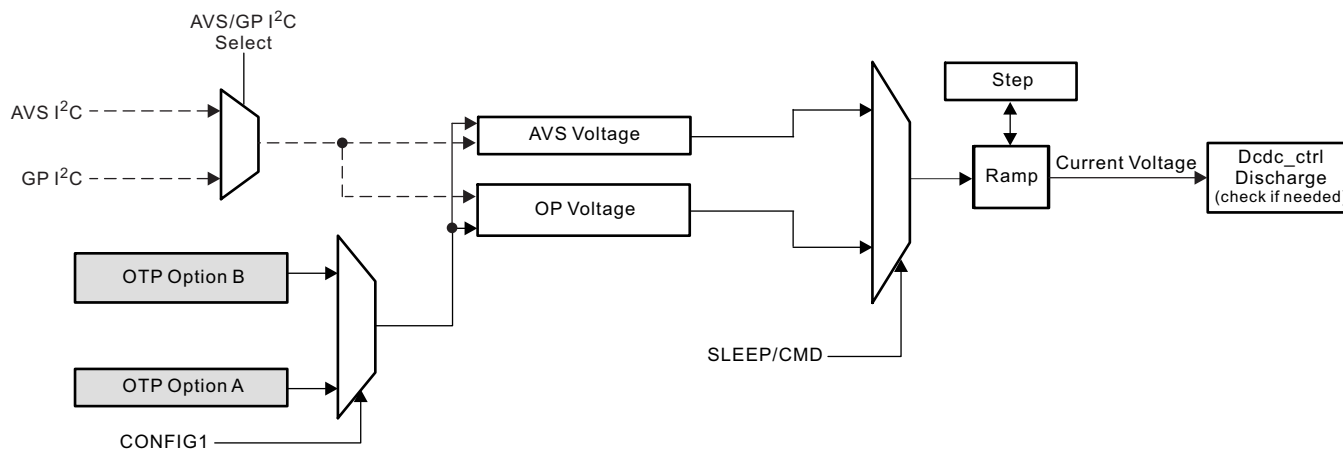 AVS/GP I²C
Select
AVS I²C
GP I²C
AVS Voltage
OP Voltage
OTP Option B
OTP Option A
CONFIG1
SLEEP/CMD
Step
Ramp
Current Voltage
Dcdc_ctrl
Discharge
(check if needed)